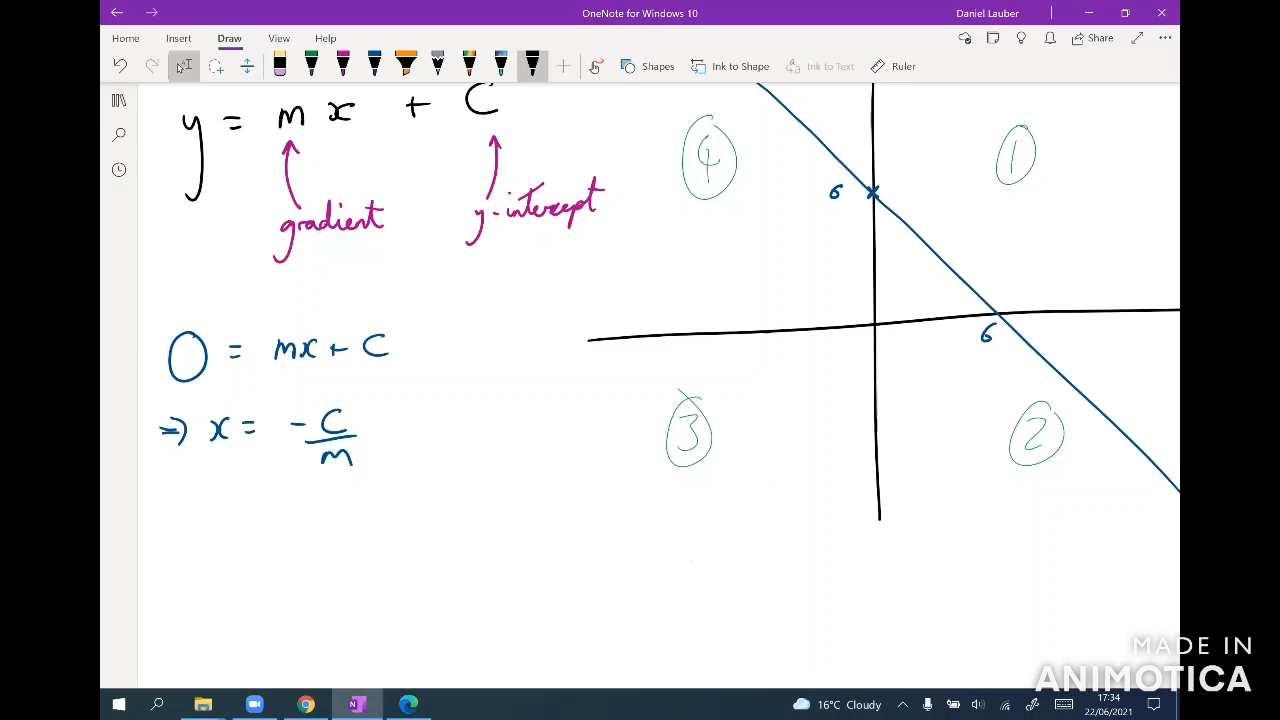 OneNote for Windows 10
Daniel Lauber
Home Insert Draw View Help
Share
Shapes Ink to Shape Ink to Text Ruler
y = mx + C
gradient
y-intercept
0 = mx + C
⇒ x = -C/m
4
1
6
6
3
2
MADE IN
ANIMOTICA
16°C Cloudy
17:34
22/06/2021